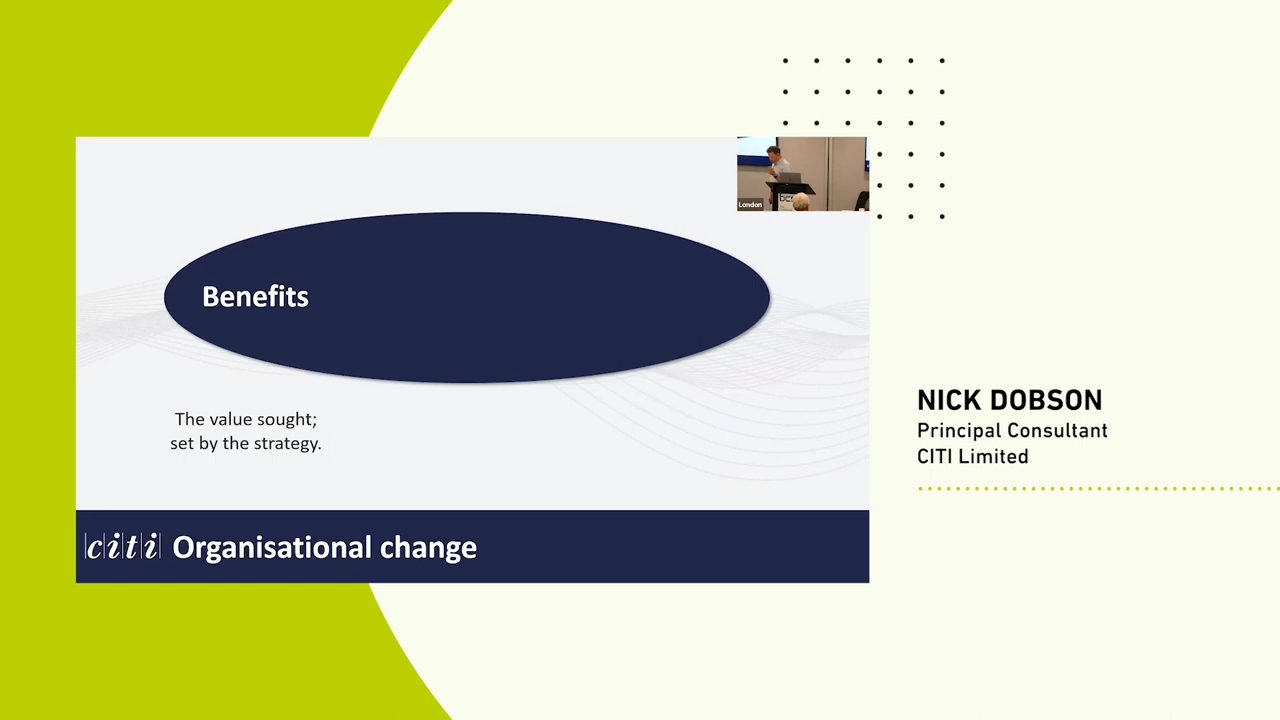 London
Benefits
The value sought;
set by the strategy.
citi Organisational change
NICK DOBSON
Principal Consultant
CITI Limited